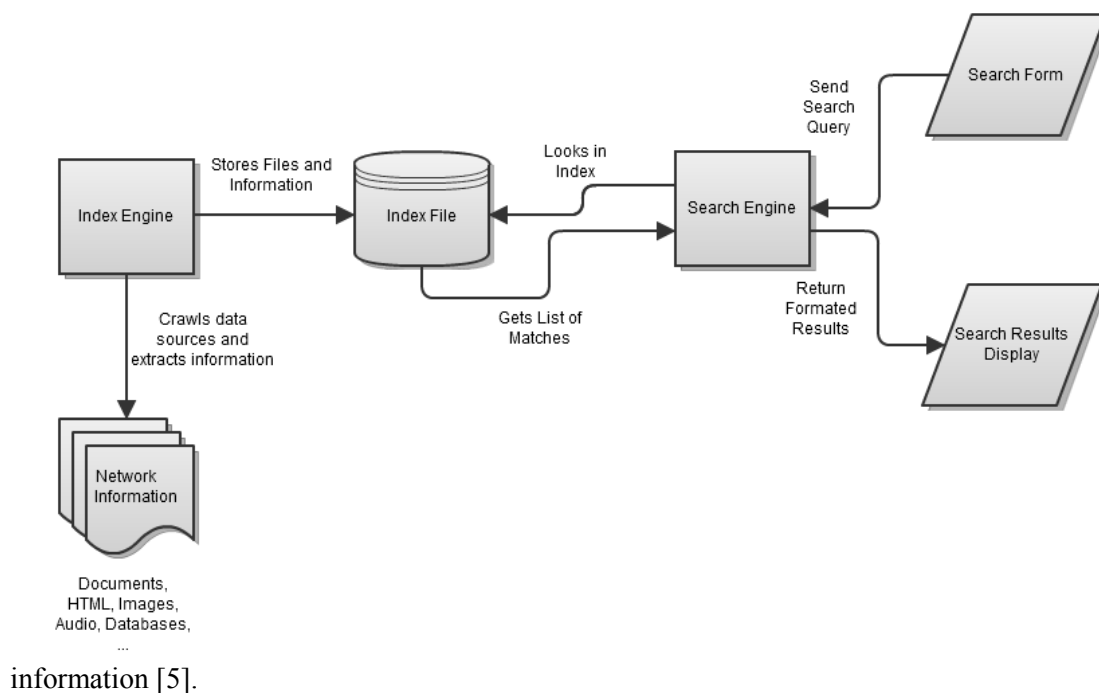 Search Form
Send
Search
Query
Stores Files and
Information
Looks in
Index
Index Engine
Index File
Search Engine
Crawls data
sources and
extracts information
Gets List of
Matches
Return
Formated
Results
Search Results
Display
Network
Information
Documents,
HTML, Images,
Audio, Databases,
...
information [5].